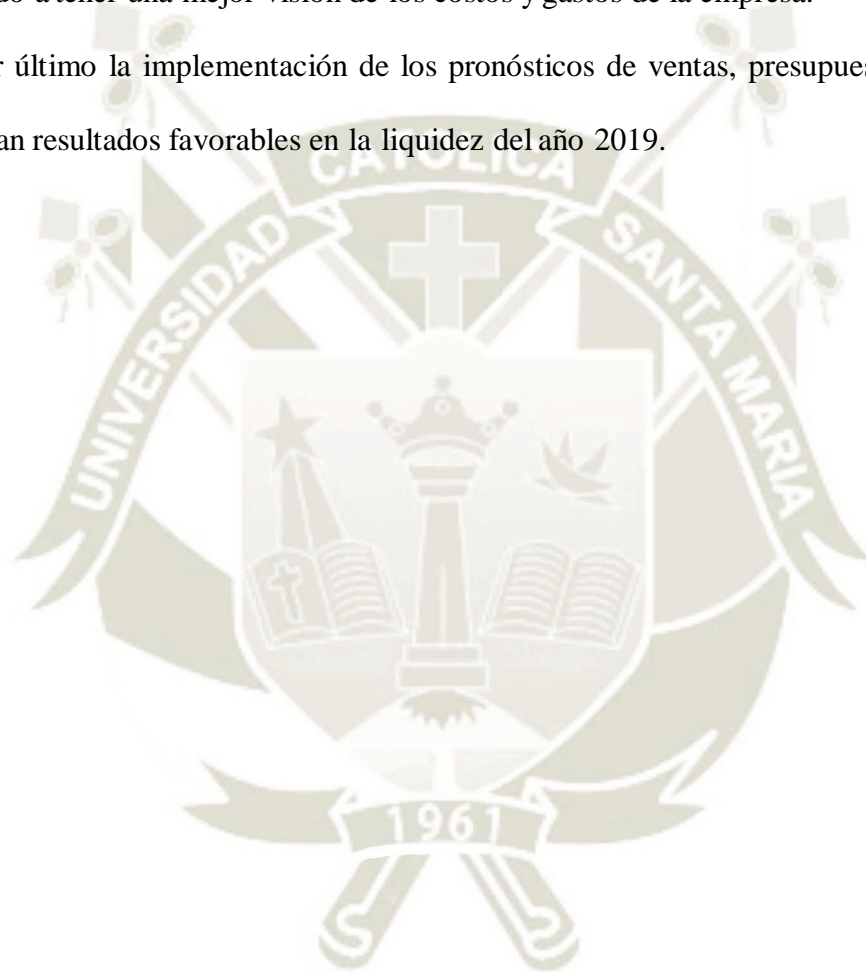 do a tener una mejor visión de los costos y gastos de la empresa.
r último la implementación de los pronósticos de ventas, presupues
an resultados favorables en la liquidez del año 2019.
UNIVERSIDAD CATOLICA SANTA MARIA
1961